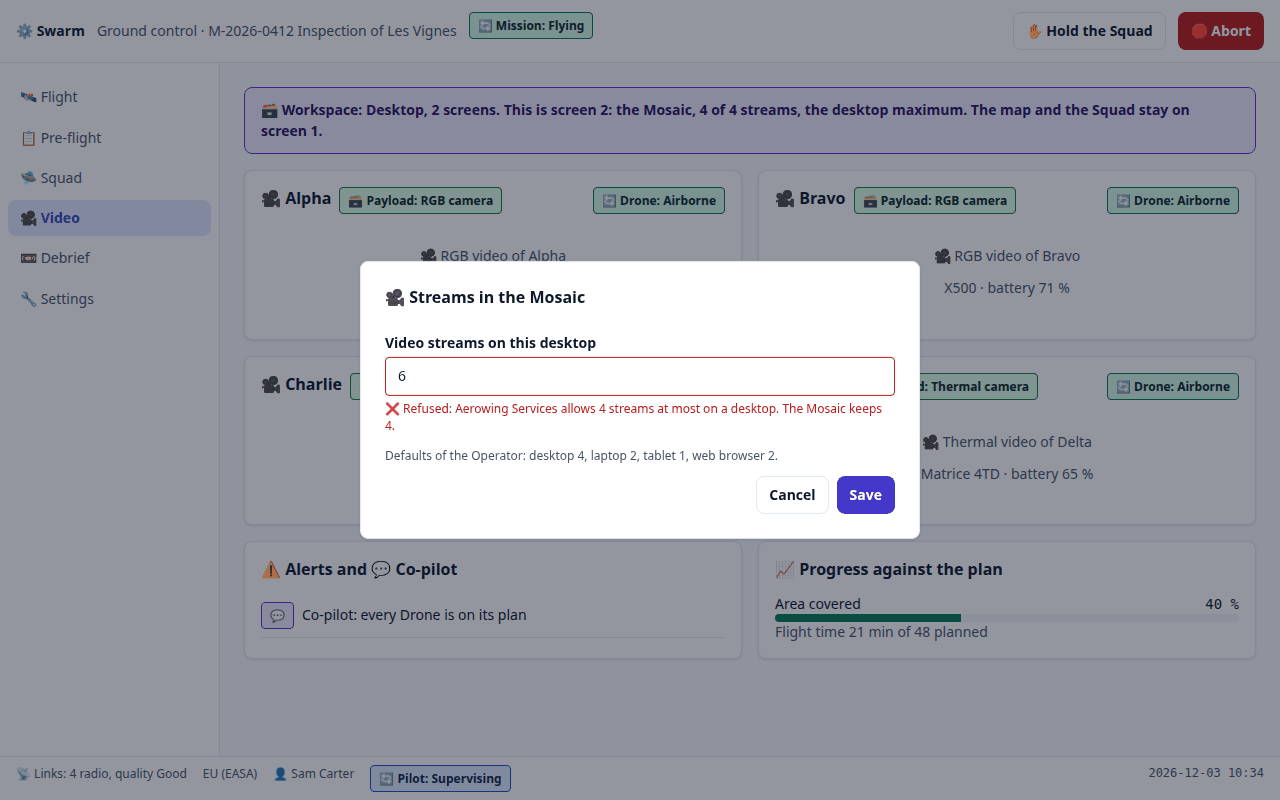 Swarm
Ground control · M-2026-0412 Inspection of Les Vignes
Mission: Flying
Hold the Squad
Abort
Flight
Pre-flight
Squad
Video
Debrief
Settings
Workspace: Desktop, 2 screens. This is screen 2: the Mosaic, 4 of 4 streams, the desktop maximum. The map and the Squad stay on
screen 1.
Alpha
Payload: RGB camera
Drone: Airborne
RGB video of Alpha
Bravo
Payload: RGB camera
Drone: Airborne
RGB video of Bravo
X500 · battery 71 %
Charlie
d: Thermal camera
Drone: Airborne
Thermal video of Delta
Matrice 4TD · battery 65 %
Streams in the Mosaic
Video streams on this desktop
6
❌ Refused: Aerowing Services allows 4 streams at most on a desktop. The Mosaic keeps
4.
Defaults of the Operator: desktop 4, laptop 2, tablet 1, web browser 2.
Cancel
Save
Alerts and 💬 Co-pilot
Co-pilot: every Drone is on its plan
Progress against the plan
Area covered
40 %
Flight time 21 min of 48 planned
Links: 4 radio, quality Good
EU (EASA)
Sam Carter
Pilot: Supervising
2026-12-03 10:34